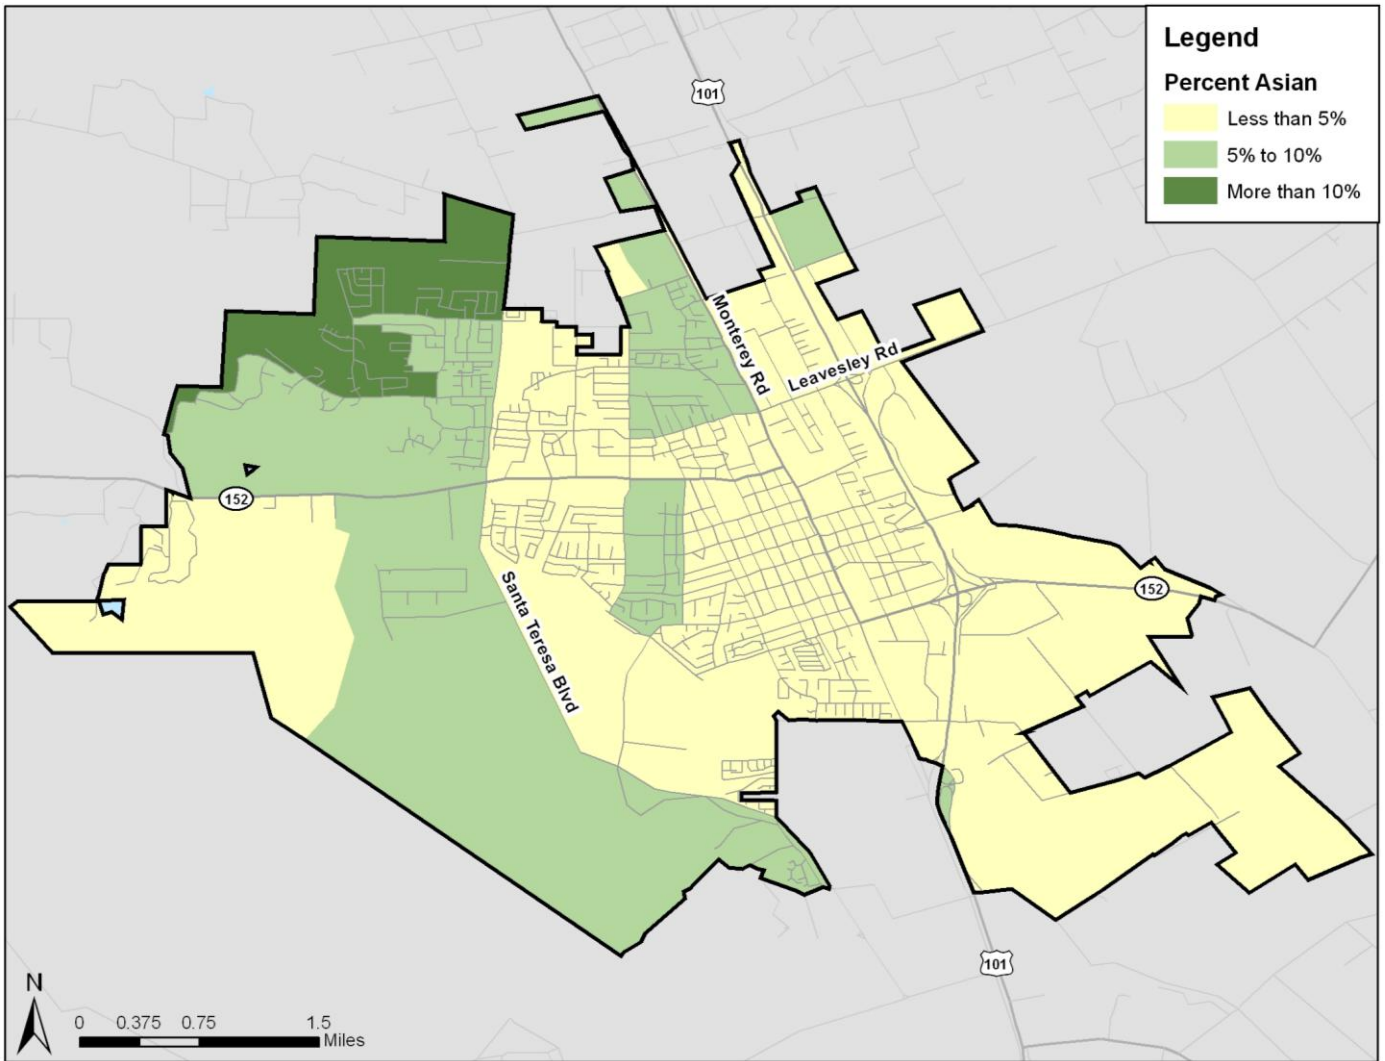 Legend
Percent Asian
Less than 5%
5% to 10%
More than 10%
101
Monterey Rd
Leavesley Rd
152
152
Santa Teresa Blvd
101
N
0 0.375 0.75 1.5
Miles